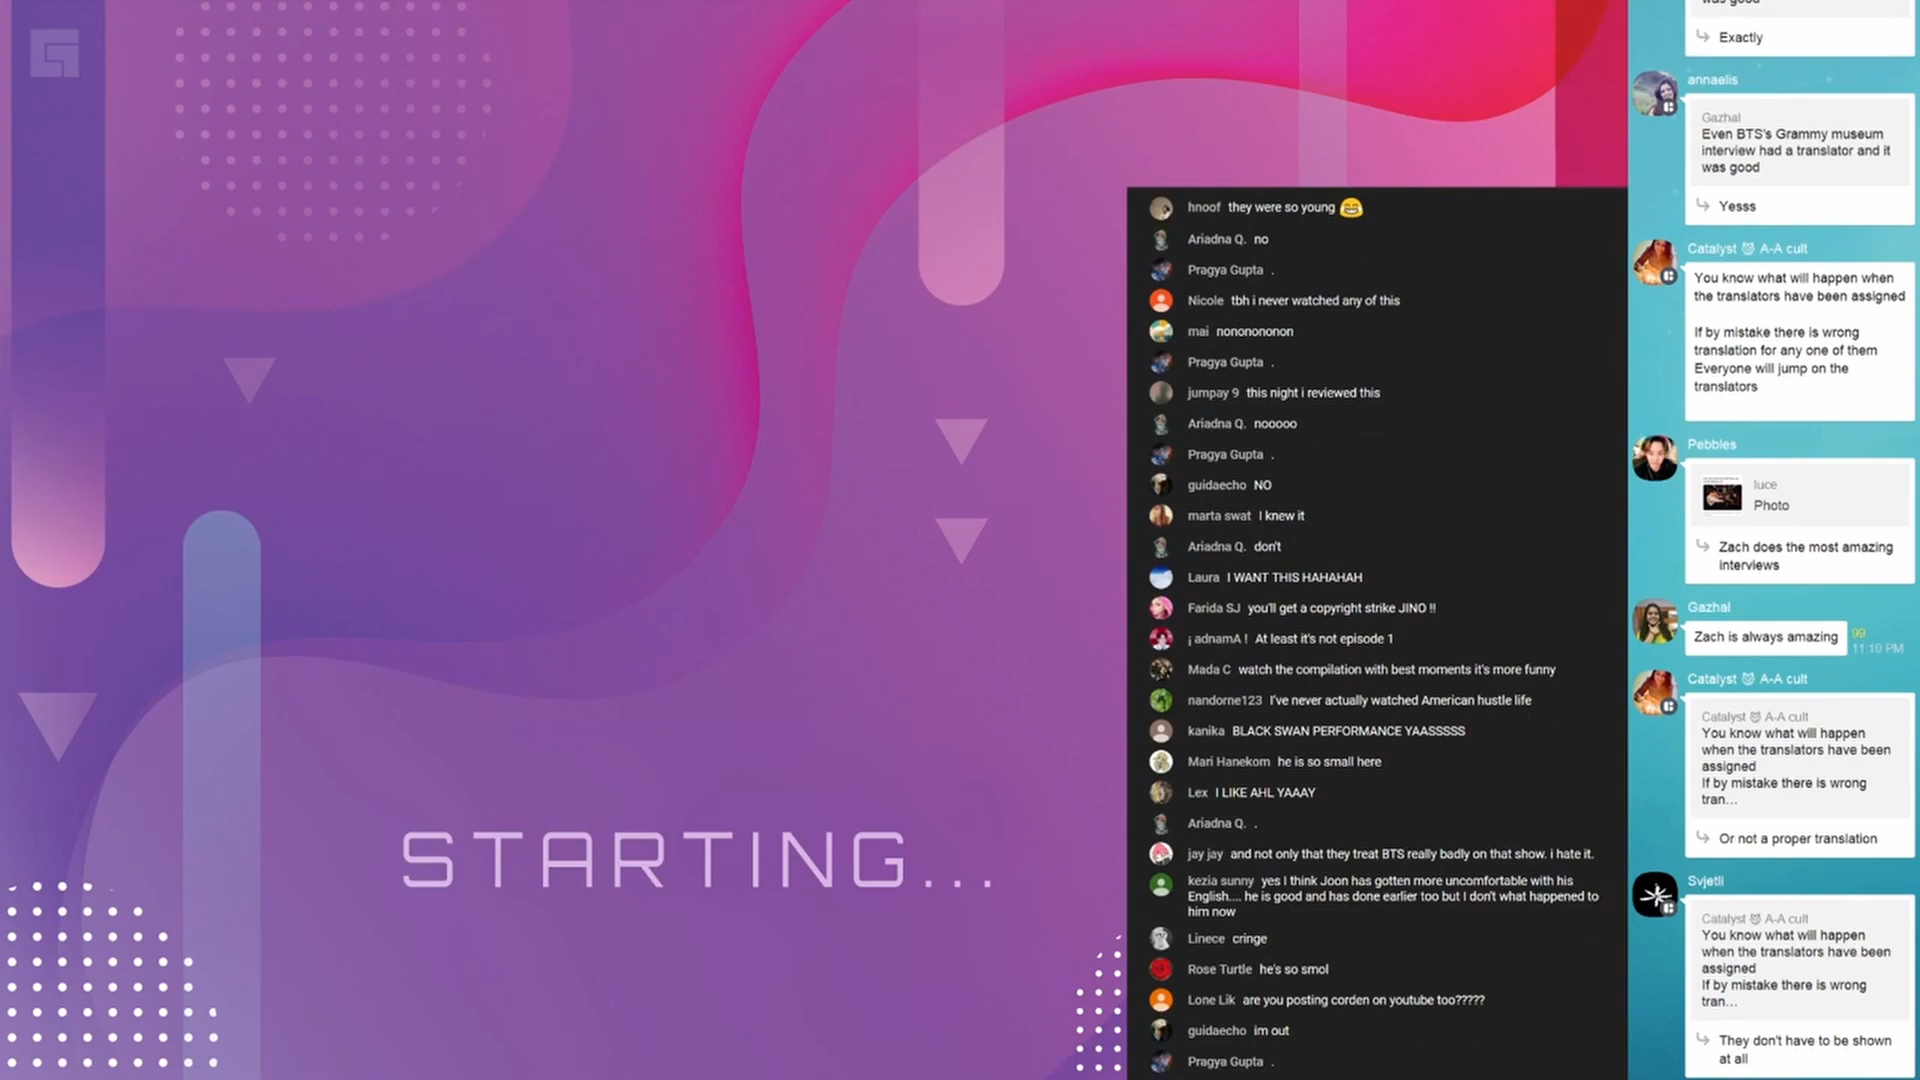 STARTING...
hnoof they were so young 😂
Ariadna Q. no
Pragya Gupta .
Nicole tbh i never watched any of this
mai nonononon​on
Pragya Gupta .
jumpay 9 this night i reviewed this
Ariadna Q. nooooo
Pragya Gupta .
guidaecho NO
marta swat I knew it
Ariadna Q. don't
Laura I WANT THIS HAHAHAH
Farida SJ you'll get a copyright strike JINO !!
¡ adnamA ! At least it's not episode 1
Mada C watch the compilation with best moments it's more funny
nandorne123 I've never actually watched American hustle life
kanika BLACK SWAN PERFORMANCE YAASSSSS
Mari Hanekom he is so small here
Lex I LIKE AHL YAAAY
Ariadna Q. .
jay jay and not only that they treat BTS really badly on that show. i hate it.
kezia sunny yes I think Joon has gotten more uncomfortable with his
English.... he is good and has done earlier too but I don't what happened to
him now
Linece cringe
Rose Turtle he's so smol
Lone Lik are you posting corden on youtube too?????
guidaecho im out
Pragya Gupta .
was good
Exactly
annaelis
Gazhal
Even BTS's Grammy museum
interview had a translator and it
was good
Yesss
Catalyst 😈 A-A cult
You know what will happen when
the translators have been assigned
If by mistake there is wrong
translation for any one of them
Everyone will jump on the
translators
Pebbles
luce
Photo
Zach does the most amazing
interviews
Gazhal
Zach is always amazing
99
11:10 PM
Catalyst 😈 A-A cult
Catalyst 😈 A-A cult
You know what will happen
when the translators have been
assigned
If by mistake there is wrong
tran...
Or not a proper translation
Svjetli
Catalyst 😈 A-A cult
You know what will happen
when the translators have been
assigned
If by mistake there is wrong
tran...
They don't have to be shown
at all